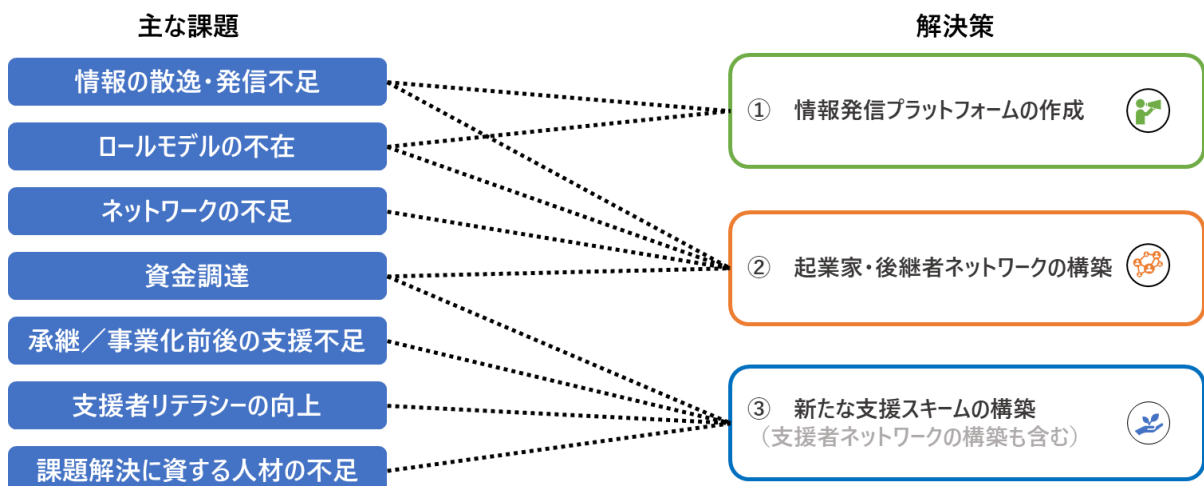 主な課題
情報の散逸・発信不足
ロールモデルの不在
ネットワークの不足
資金調達
承継／事業化前後の支援不足
支援者リテラシーの向上
課題解決に資する人材の不足
解決策
① 情報発信プラットフォームの作成
② 起業家・後継者ネットワークの構築
③ 新たな支援スキームの構築
（支援者ネットワークの構築も含む）